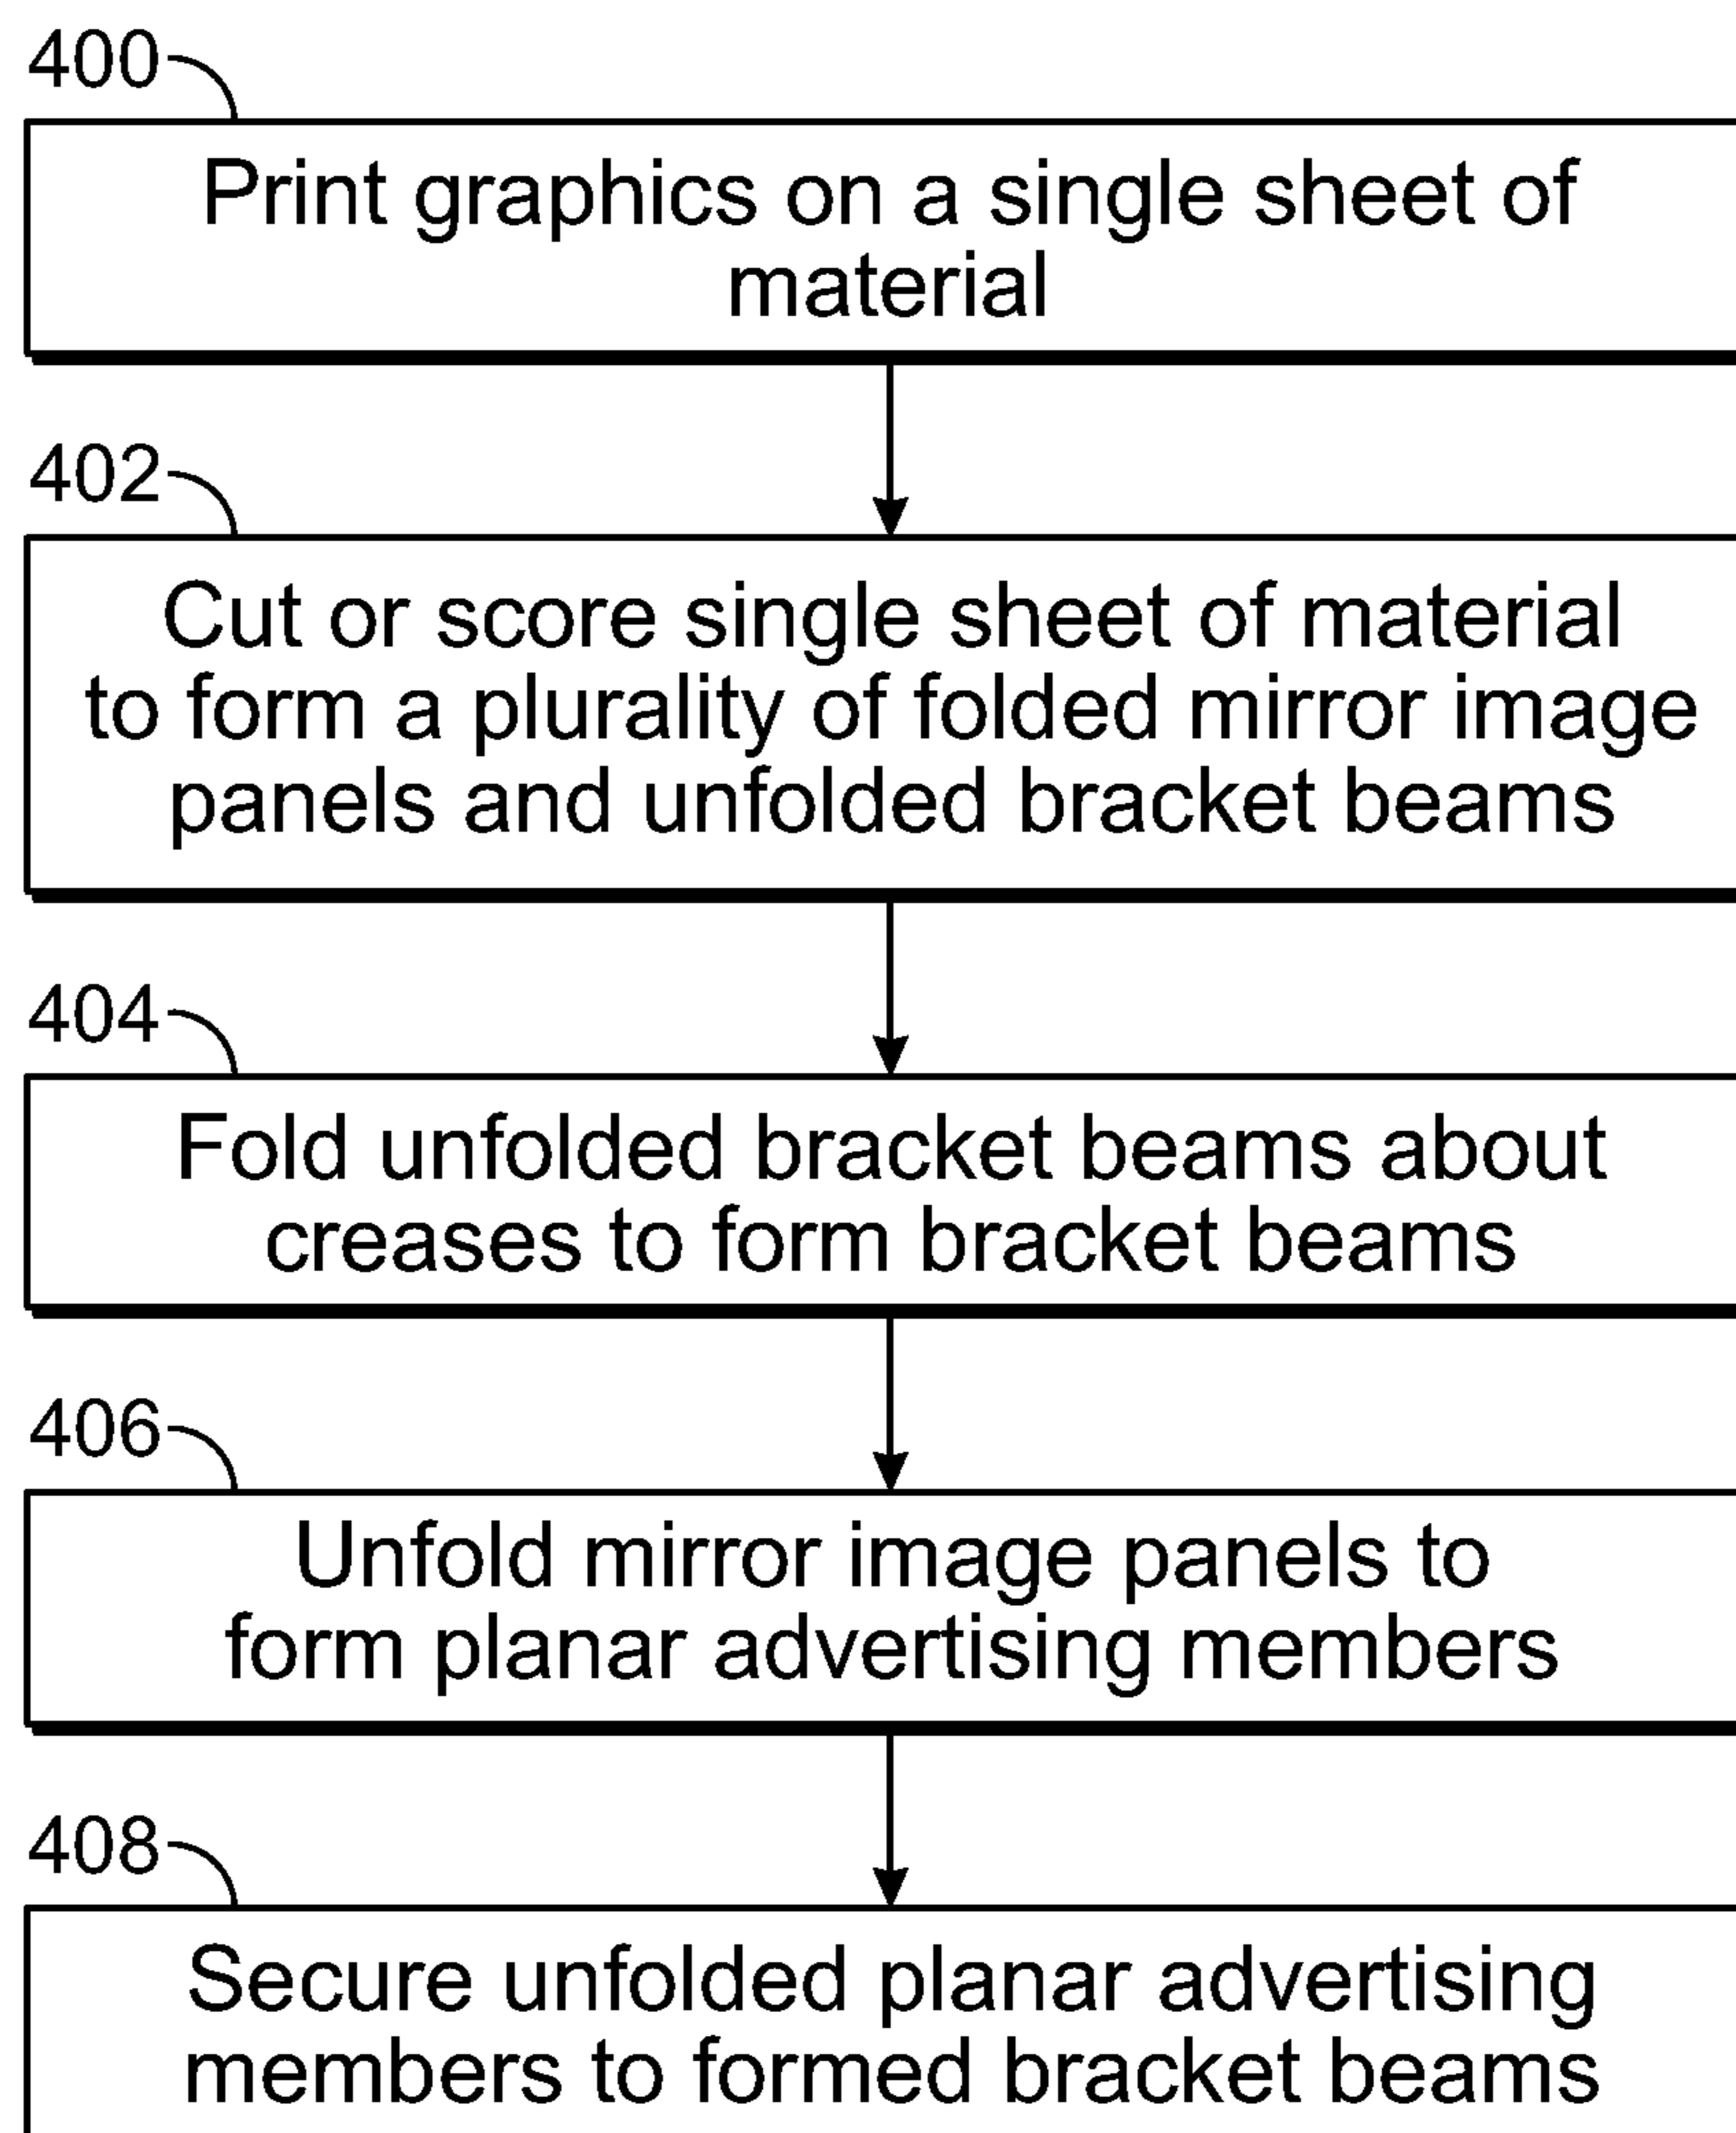 400
Print graphics on a single sheet of
material
402
Cut or score single sheet of material
to form a plurality of folded mirror image
panels and unfolded bracket beams
404
Fold unfolded bracket beams about
creases to form bracket beams
406
Unfold mirror image panels to
form planar advertising members
408
Secure unfolded planar advertising
members to formed bracket beams